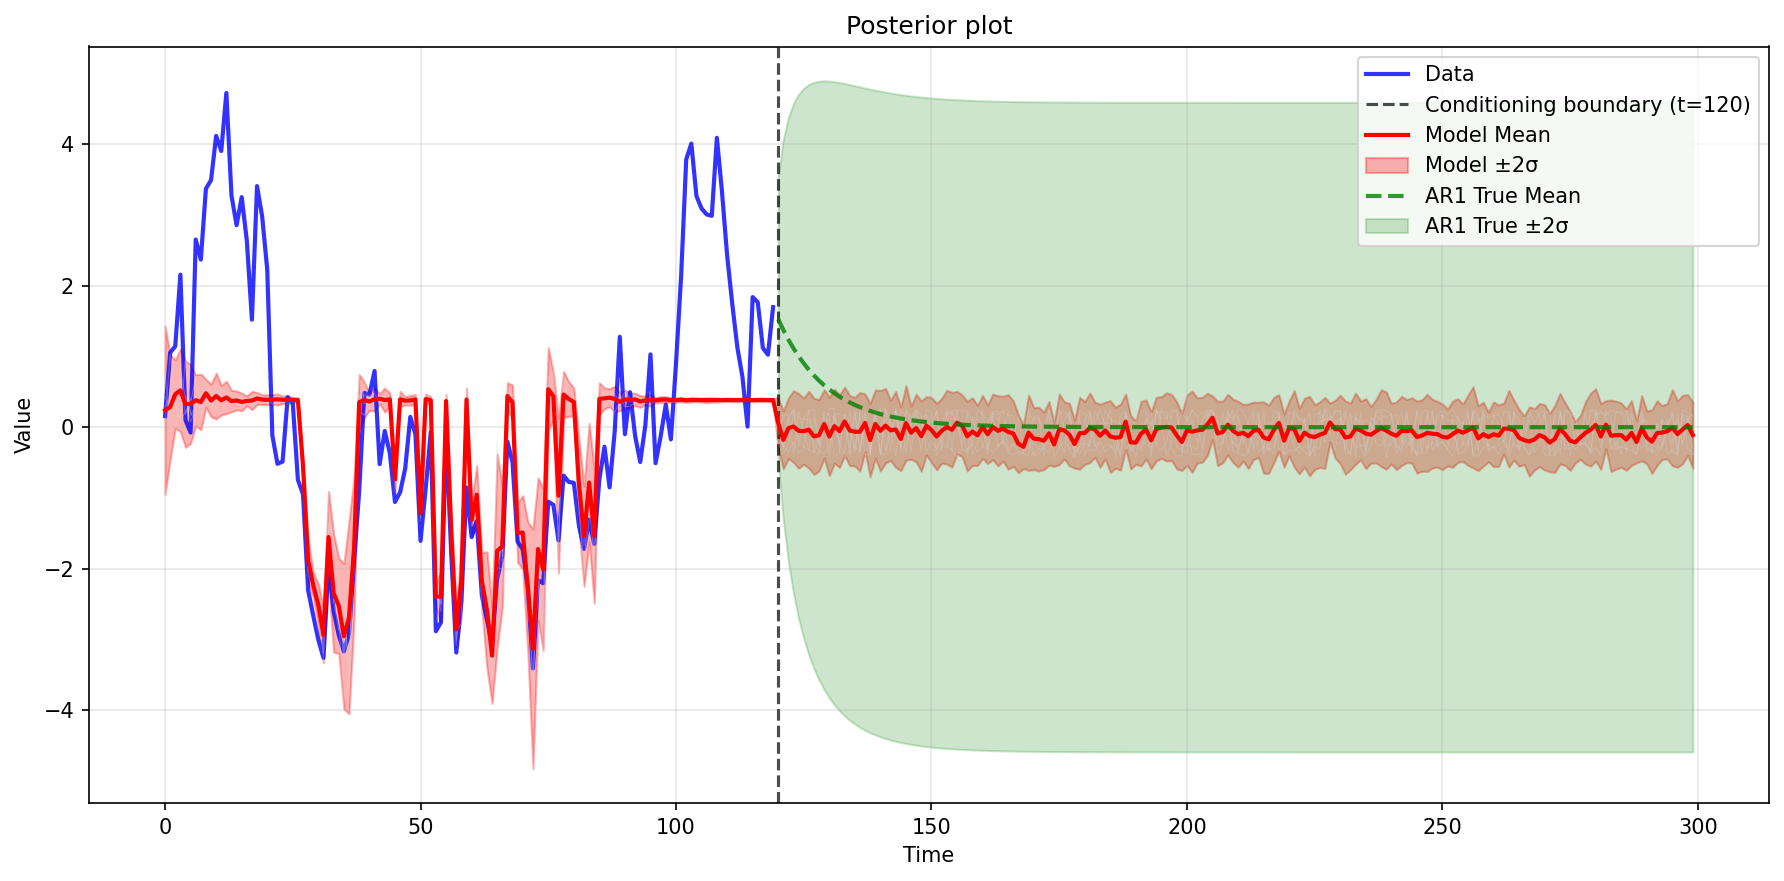 Posterior plot
Data
Conditioning boundary (t=120)
Model Mean
Model ±2σ
AR1 True Mean
AR1 True ±2σ
Value
4
2
0
−2
−4
0
50
100
150
200
250
300
Time